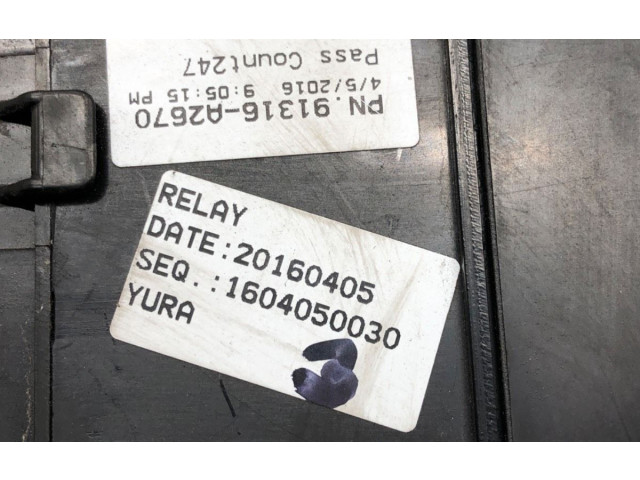 PN.91316-A2670
4/5/2016 9:05:15 PM
Pass Count247
RELAY
DATE:20160405
SEQ.:1604050030
YURA